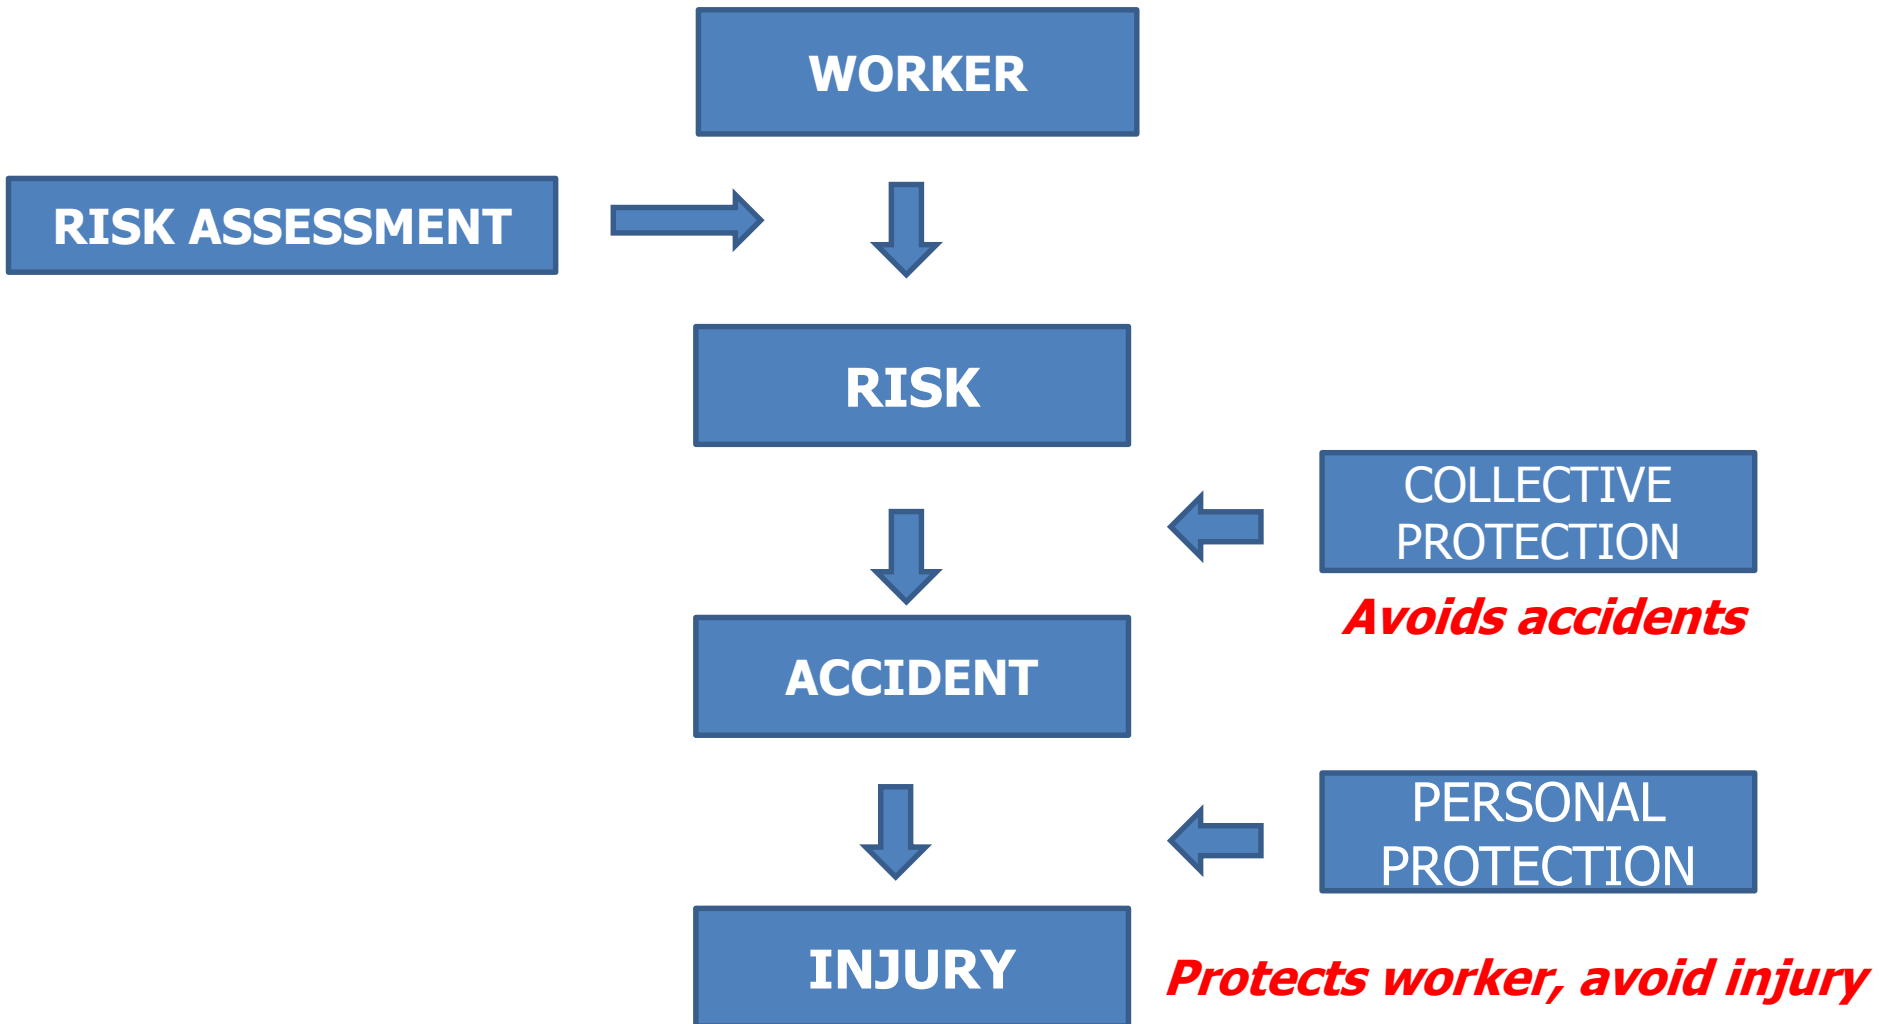 WORKER
RISK ASSESSMENT
RISK
COLLECTIVE
PROTECTION
Avoids accidents
ACCIDENT
PERSONAL
PROTECTION
INJURY
Protects worker, avoid injury